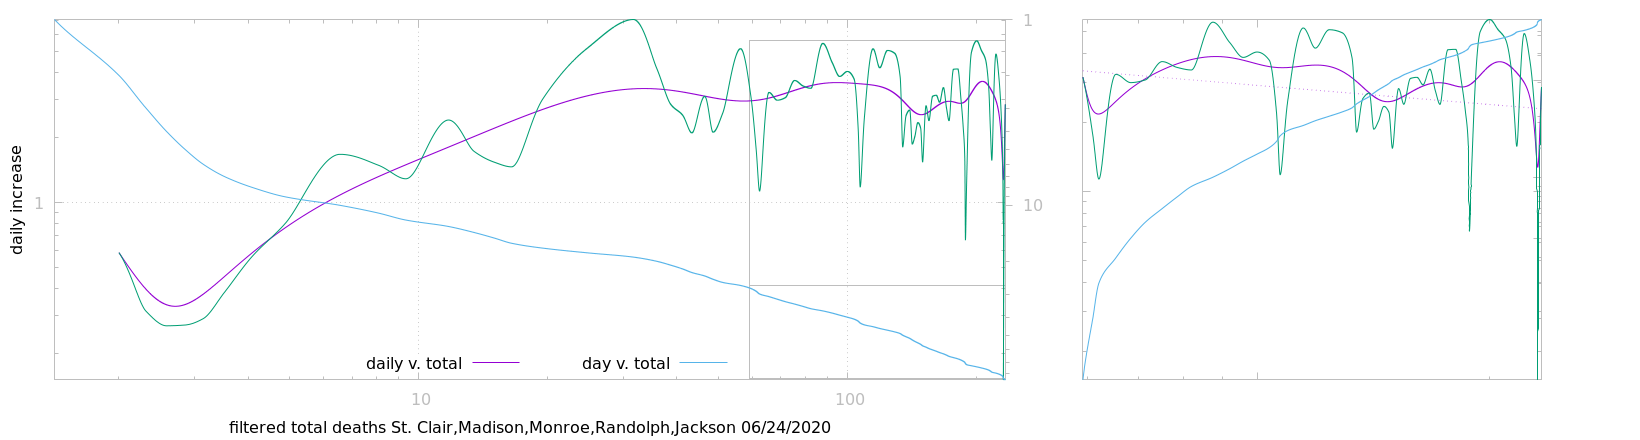 1
daily increase
1
10
daily v. total
day v. total
10
100
filtered total deaths St. Clair,Madison,Monroe,Randolph,Jackson 06/24/2020